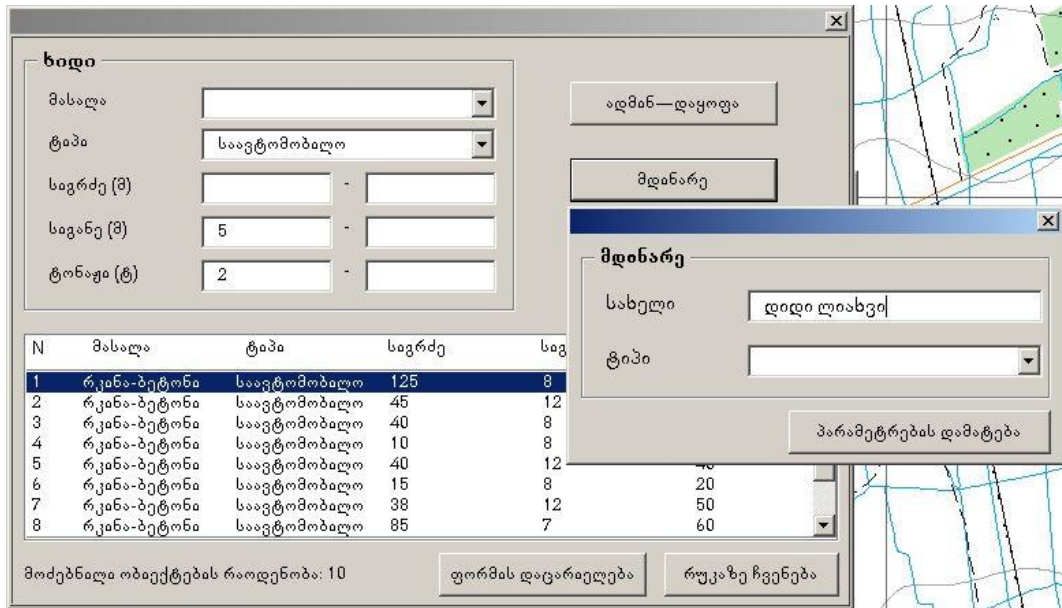 ხიდი
მასალა
ადმინ—დაყოფა
ტიპი საავტომობილო
სიგრძე (მ) -
მდინარე
სიგანე (მ) 5 -
ტონაჟი (ტ) 2 -
მდინარე
სახელი დიდი ლიახვი
ტიპი
პარამეტრების დამატება
N მასალა ტიპი სიგრძე
1 რკინა-ბეტონი საავტომობილო 125 8
2 რკინა-ბეტონი საავტომობილო 45 12
3 რკინა-ბეტონი საავტომობილო 40 8
4 რკინა-ბეტონი საავტომობილო 10 8
5 რკინა-ბეტონი საავტომობილო 40 12
6 რკინა-ბეტონი საავტომობილო 15 8 20
7 რკინა-ბეტონი საავტომობილო 38 12 50
8 რკინა-ბეტონი საავტომობილო 85 7 60
მოძებნილი ობიექტების რაოდენობა: 10
ფორმის დაცარიელება
რუკაზე ჩვენება